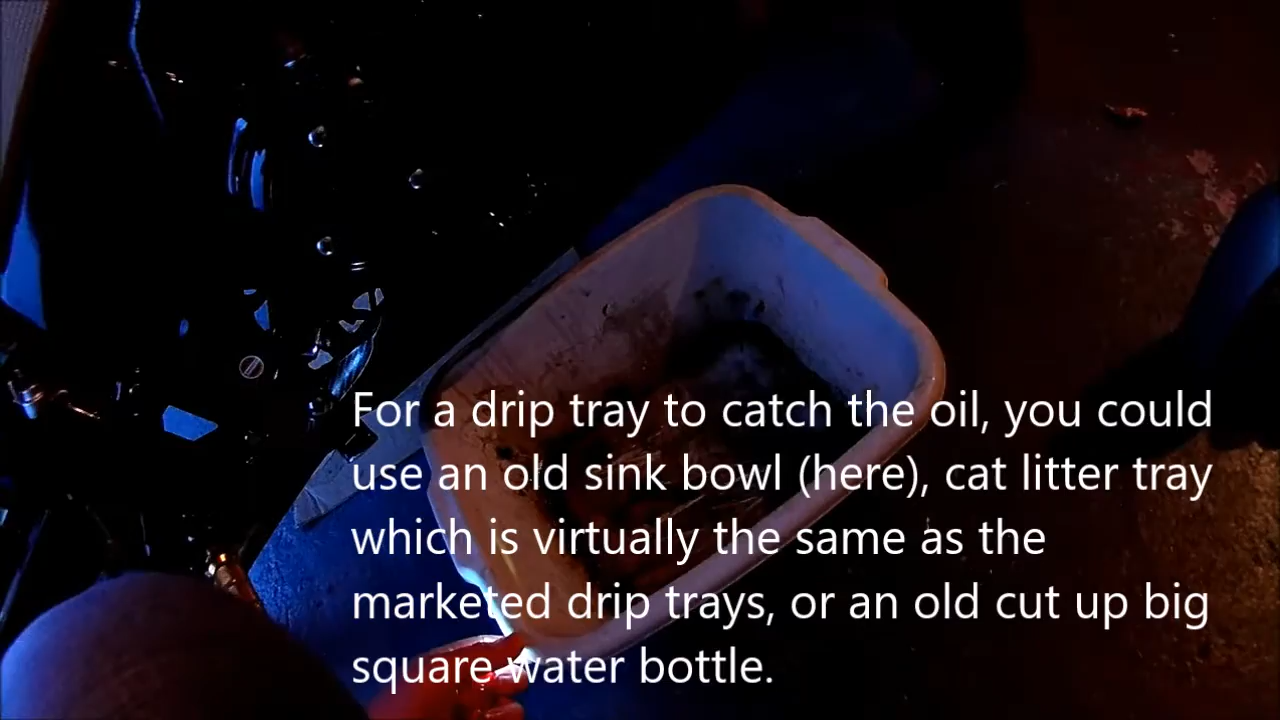 For a drip tray to catch the oil, you could
use an old sink bowl (here), cat litter tray
which is virtually the same as the
marketed drip trays, or an old cut up big
square water bottle.